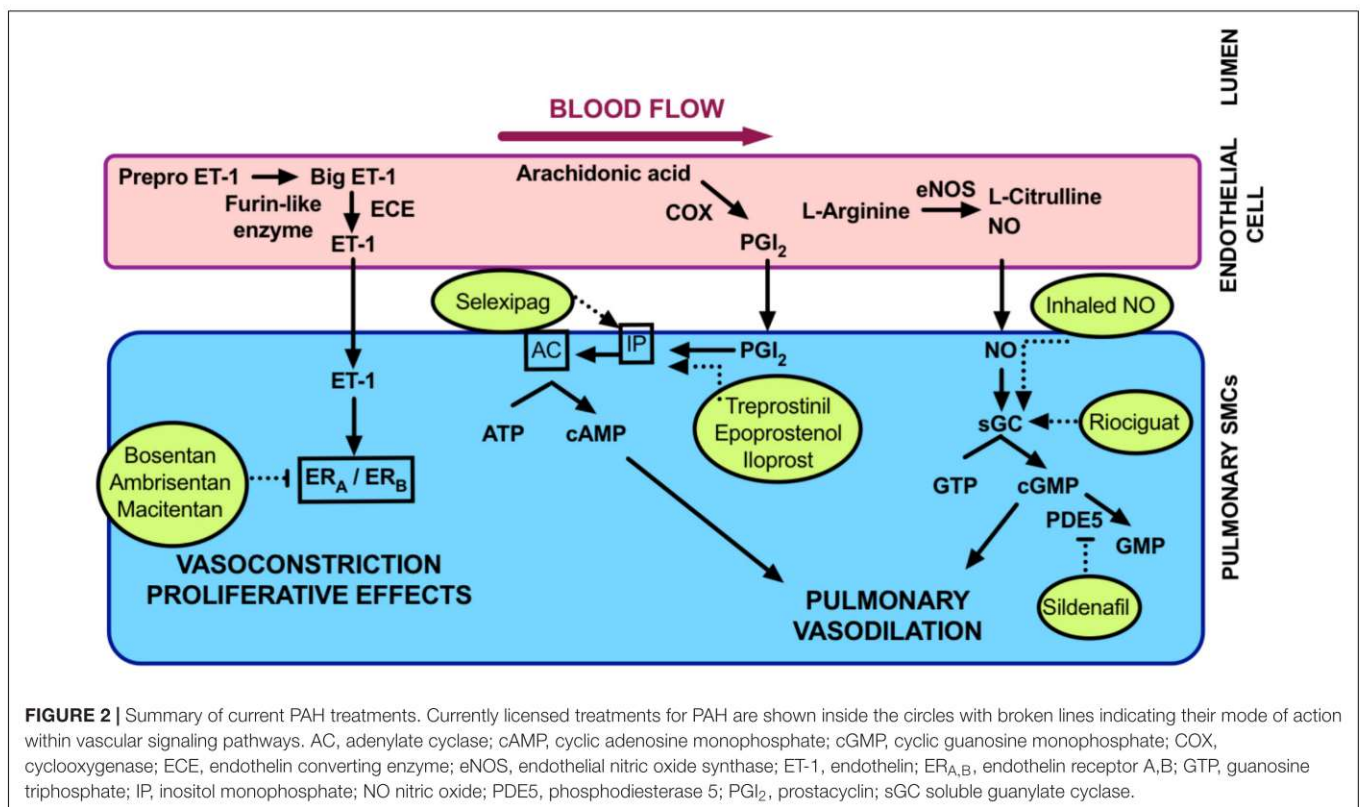 BLOOD FLOW
LUMEN
ENDOTHELIAL
CELL
PULMONARY SMCs
Prepro ET-1
Big ET-1
Furin-like
enzyme
ECE
ET-1
Arachidonic acid
COX
PGI₂
L-Arginine
eNOS
L-Citrulline
NO
Selexipag
Inhaled NO
ET-1
AC
IP
PGI₂
NO
ATP
cAMP
Treprostinil
Epoprostenol
Iloprost
sGC
Riociguat
Bosentan
Ambrisentan
Macitentan
ER_A / ER_B
GTP
cGMP
PDE5
GMP
VASOCONSTRICTION
PROLIFERATIVE EFFECTS
PULMONARY
VASODILATION
Sildenafil
FIGURE 2 | Summary of current PAH treatments. Currently licensed treatments for PAH are shown inside the circles with broken lines indicating their mode of action
within vascular signaling pathways. AC, adenylate cyclase; cAMP, cyclic adenosine monophosphate; cGMP, cyclic guanosine monophosphate; COX,
cyclooxygenase; ECE, endothelin converting enzyme; eNOS, endothelial nitric oxide synthase; ET-1, endothelin; ER_A,B, endothelin receptor A,B; GTP, guanosine
triphosphate; IP, inositol monophosphate; NO nitric oxide; PDE5, phosphodiesterase 5; PGI₂, prostacyclin; sGC soluble guanylate cyclase.